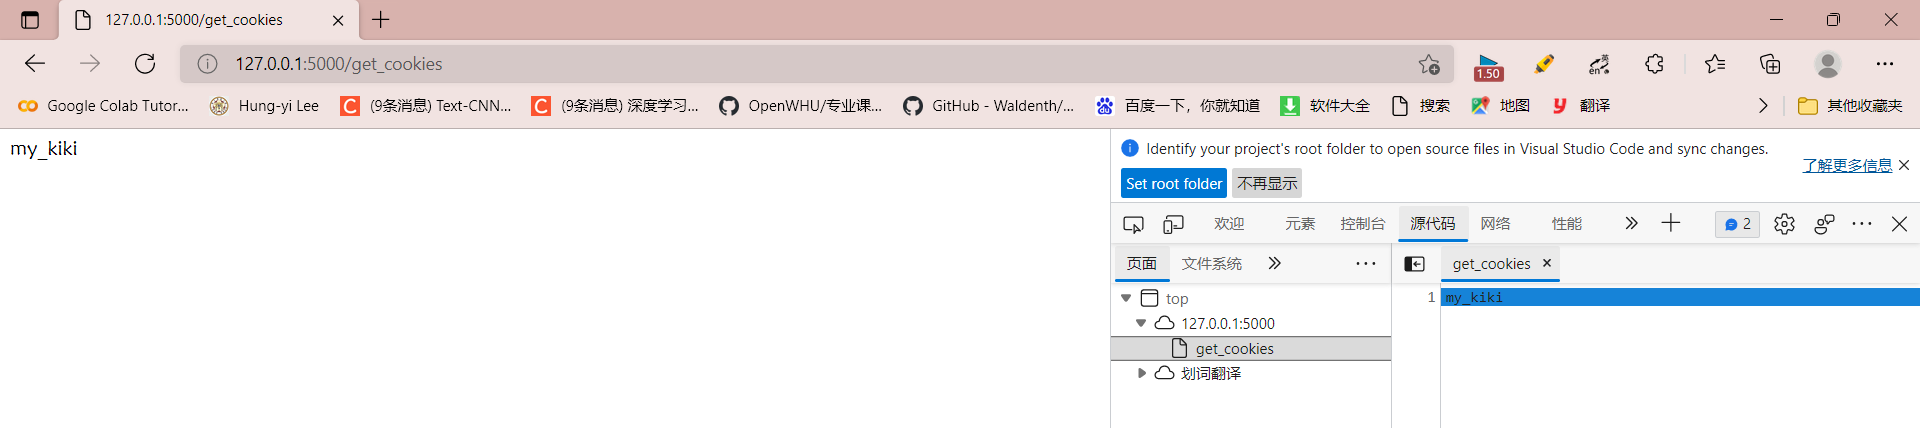 127.0.0.1:5000/get_cookies
127.0.0.1:5000/get_cookies
1.50
en
英
Google Colab Tutor...
Hung-yi Lee
(9条消息) Text-CNN...
(9条消息) 深度学习...
OpenWHU/专业课...
GitHub - Waldenth/...
百度一下，你就知道
软件大全
搜索
地图
翻译
其他收藏夹
my_kiki
Identify your project's root folder to open source files in Visual Studio Code and sync changes.
了解更多信息
Set root folder
不再显示
欢迎
元素
控制台
源代码
网络
性能
2
页面
文件系统
get_cookies
top
127.0.0.1:5000
get_cookies
划词翻译
1 my_kiki